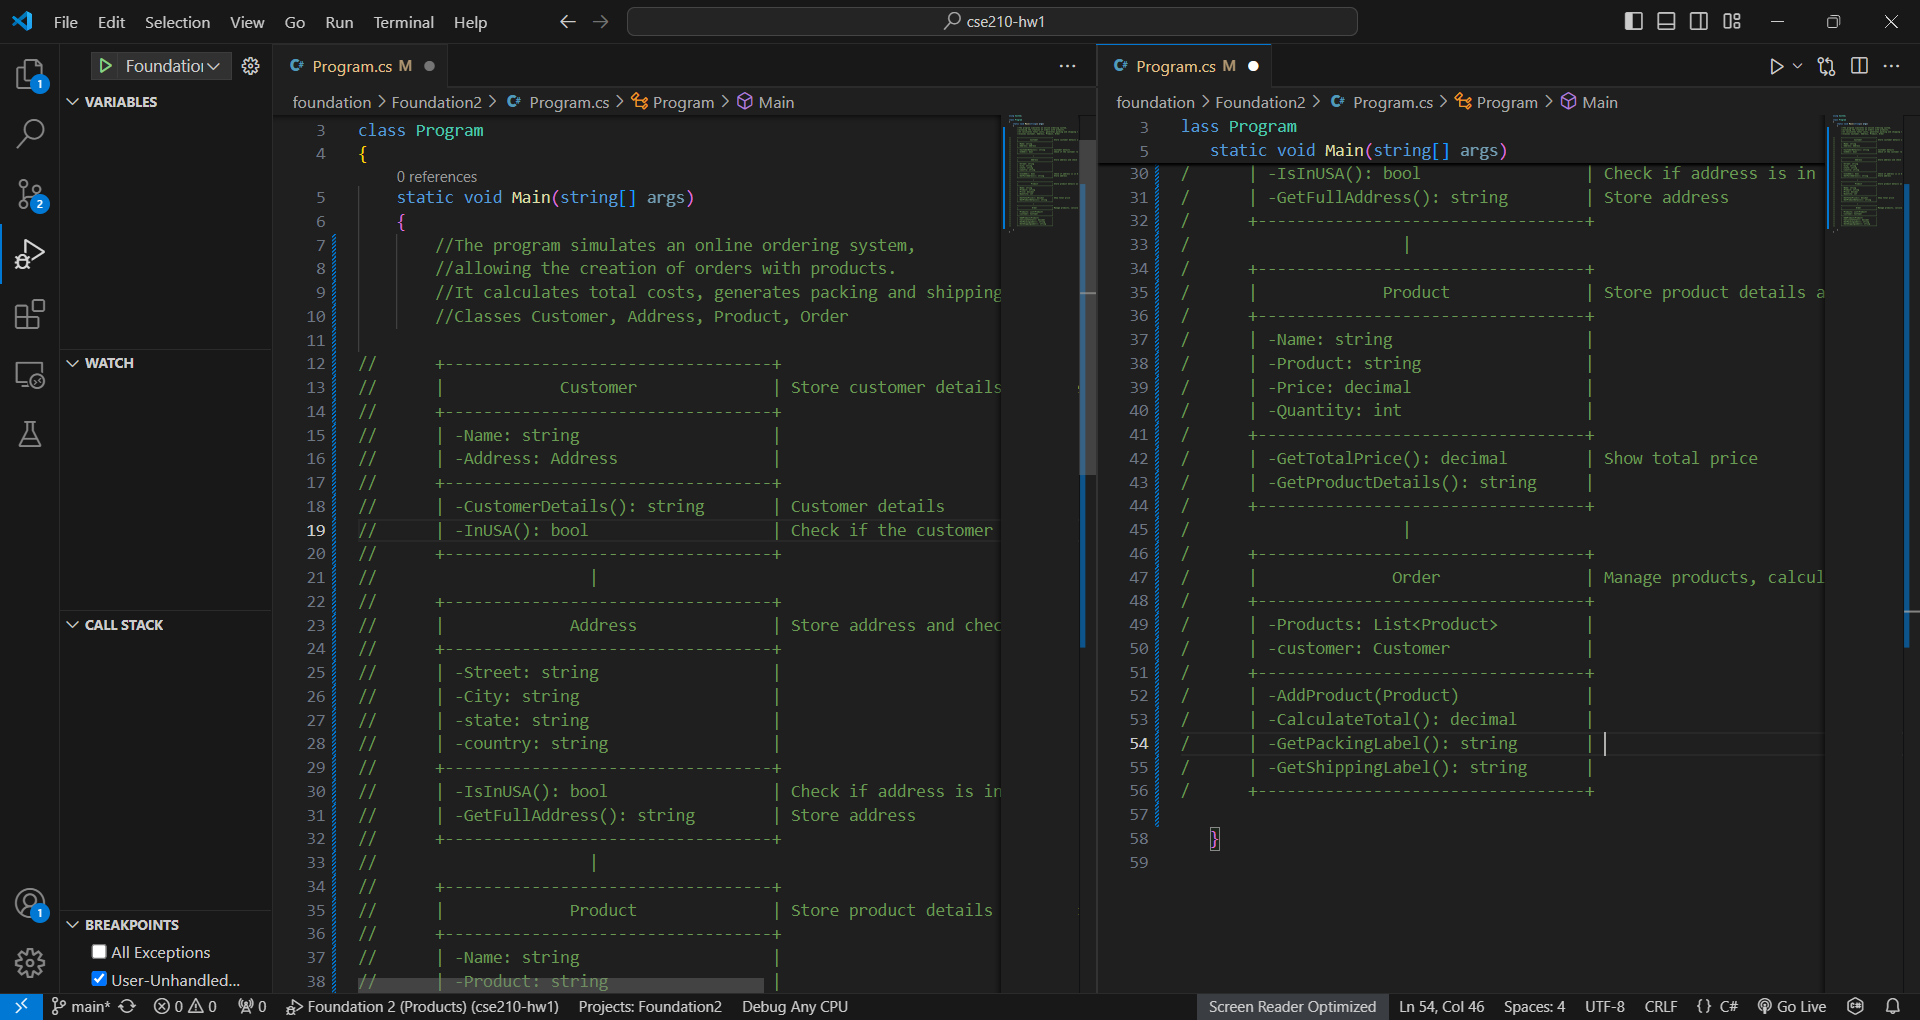 File Edit Selection View Go Run Terminal Help
cse210-hw1
Foundation
Program.cs M
Program.cs M
VARIABLES
WATCH
CALL STACK
BREAKPOINTS
All Exceptions
User-Unhandled...
foundation > Foundation2 > Program.cs > Program > Main
3 class Program
4 {
0 references
5 static void Main(string[] args)
6 {
7 //The program simulates an online ordering system,
8 //allowing the creation of orders with products.
9 //It calculates total costs, generates packing and shipping
10 //Classes Customer, Address, Product, Order
11
12 // +----------------------------------+
13 // | Customer | Store customer details
14 // +----------------------------------+
15 // | -Name: string |
16 // | -Address: Address |
17 // +----------------------------------+
18 // | -CustomerDetails(): string | Customer details
19 // | -InUSA(): bool | Check if the customer
20 // +----------------------------------+
21 // |
22 // +----------------------------------+
23 // | Address | Store address and chec
24 // +----------------------------------+
25 // | -Street: string |
26 // | -City: string |
27 // | -state: string |
28 // | -country: string |
29 // +----------------------------------+
30 // | -IsInUSA(): bool | Check if address is in
31 // | -GetFullAddress(): string | Store address
32 // +----------------------------------+
33 // |
34 // +----------------------------------+
35 // | Product | Store product details
36 // +----------------------------------+
37 // | -Name: string |
38 // | -Product: string |
foundation > Foundation2 > Program.cs > Program > Main
3 lass Program
5 static void Main(string[] args)
30 / | -IsInUSA(): bool | Check if address is in
31 / | -GetFullAddress(): string | Store address
32 / +----------------------------------+
33 / |
34 / +----------------------------------+
35 / | Product | Store product details a
36 / +----------------------------------+
37 / | -Name: string |
38 / | -Product: string |
39 / | -Price: decimal |
40 / | -Quantity: int |
41 / +----------------------------------+
42 / | -GetTotalPrice(): decimal | Show total price
43 / | -GetProductDetails(): string |
44 / +----------------------------------+
45 / |
46 / +----------------------------------+
47 / | Order | Manage products, calcul
48 / +----------------------------------+
49 / | -Products: List<Product> |
50 / | -customer: Customer |
51 / +----------------------------------+
52 / | -AddProduct(Product) |
53 / | -CalculateTotal(): decimal |
54 / | -GetPackingLabel(): string |
55 / | -GetShippingLabel(): string |
56 / +----------------------------------+
57
58 }
59
1
2
1
main* 0 0 0 Foundation 2 (Products) (cse210-hw1) Projects: Foundation2 Debug Any CPU Screen Reader Optimized Ln 54, Col 46 Spaces: 4 UTF-8 CRLF {} C# Go Live